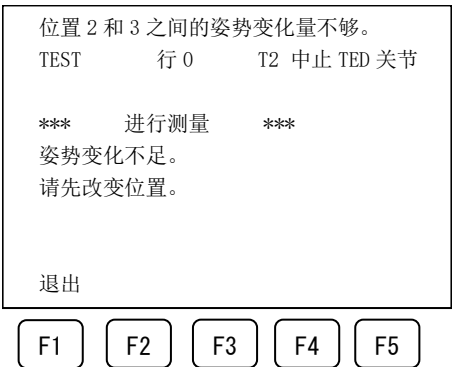 位置 2 和 3 之间的姿势变化量不够。
TEST 行 0 T2 中止 TED 关节
*** 进行测量 ***
姿势变化不足。
请先改变位置。
退出
F1 F2 F3 F4 F5